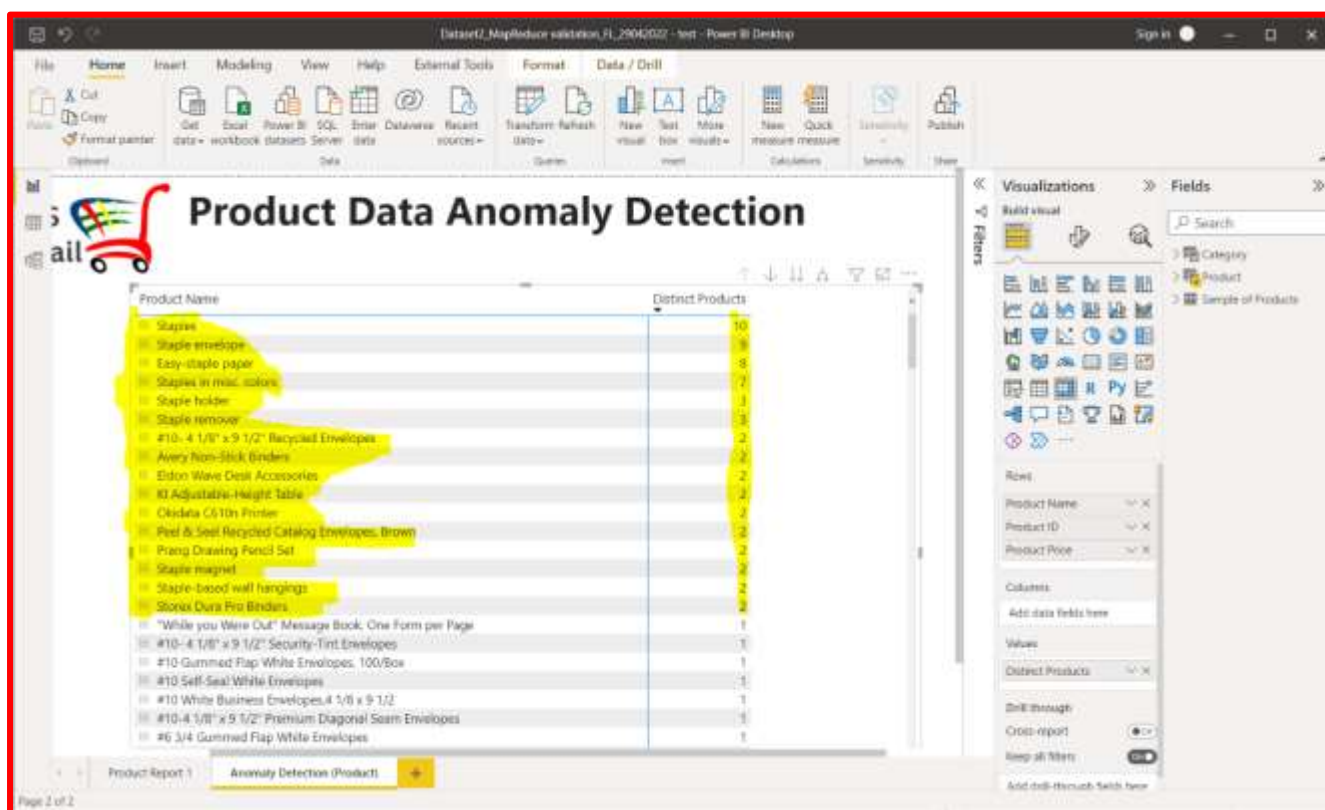 Dataset2_MapReduce validation_FL_29042022 - test - Power BI Desktop
Sign in
File Home Insert Modeling View Help External Tools Format Data / Drill
Cut
Copy
Format painter
Get data
Excel workbook
Power BI datasets
SQL Server
Enter data
Dataverse
Recent sources
Transform data
Refresh
New visual
Text box
More visuals
New measure
Quick measure
Sensitivity
Publish
Clipboard Data Queries Insert Calculations Sensitivity Share
S
ail
Product Data Anomaly Detection
Product Name Distinct Products
Staples 10
Staple envelope 9
Easy-staple paper 8
Staples in misc. colors 7
Staple holder 3
Staple remover 3
#10- 4 1/8" x 9 1/2" Recycled Envelopes 2
Avery Non-Stick Binders 2
Eldon Wave Desk Accessories 2
KI Adjustable-Height Table 2
Okidata C610n Printer 2
Peel & Seel Recycled Catalog Envelopes, Brown 2
Prang Drawing Pencil Set 2
Staple magnet 2
Staple-based wall hangings 2
Storex Dura Pro Binders 2
"While you Were Out" Message Book, One Form per Page 1
#10- 4 1/8" x 9 1/2" Security-Tint Envelopes 1
#10 Gummed Flap White Envelopes, 100/Box 1
#10 Self-Seal White Envelopes 1
#10 White Business Envelopes,4 1/8 x 9 1/2 1
#10-4 1/8" x 9 1/2" Premium Diagonal Seam Envelopes 1
#6 3/4 Gummed Flap White Envelopes 1
Filters
Visualizations
Build visual
R Py
Rows
Product Name
Product ID
Product Price
Columns
Add data fields here
Values
Distinct Products
Drill through
Cross-report
Keep all filters
Add drill-through fields here
Fields
Search
Category
Product
Sample of Products
Product Report 1
Anomaly Detection (Product)
Page 2 of 2